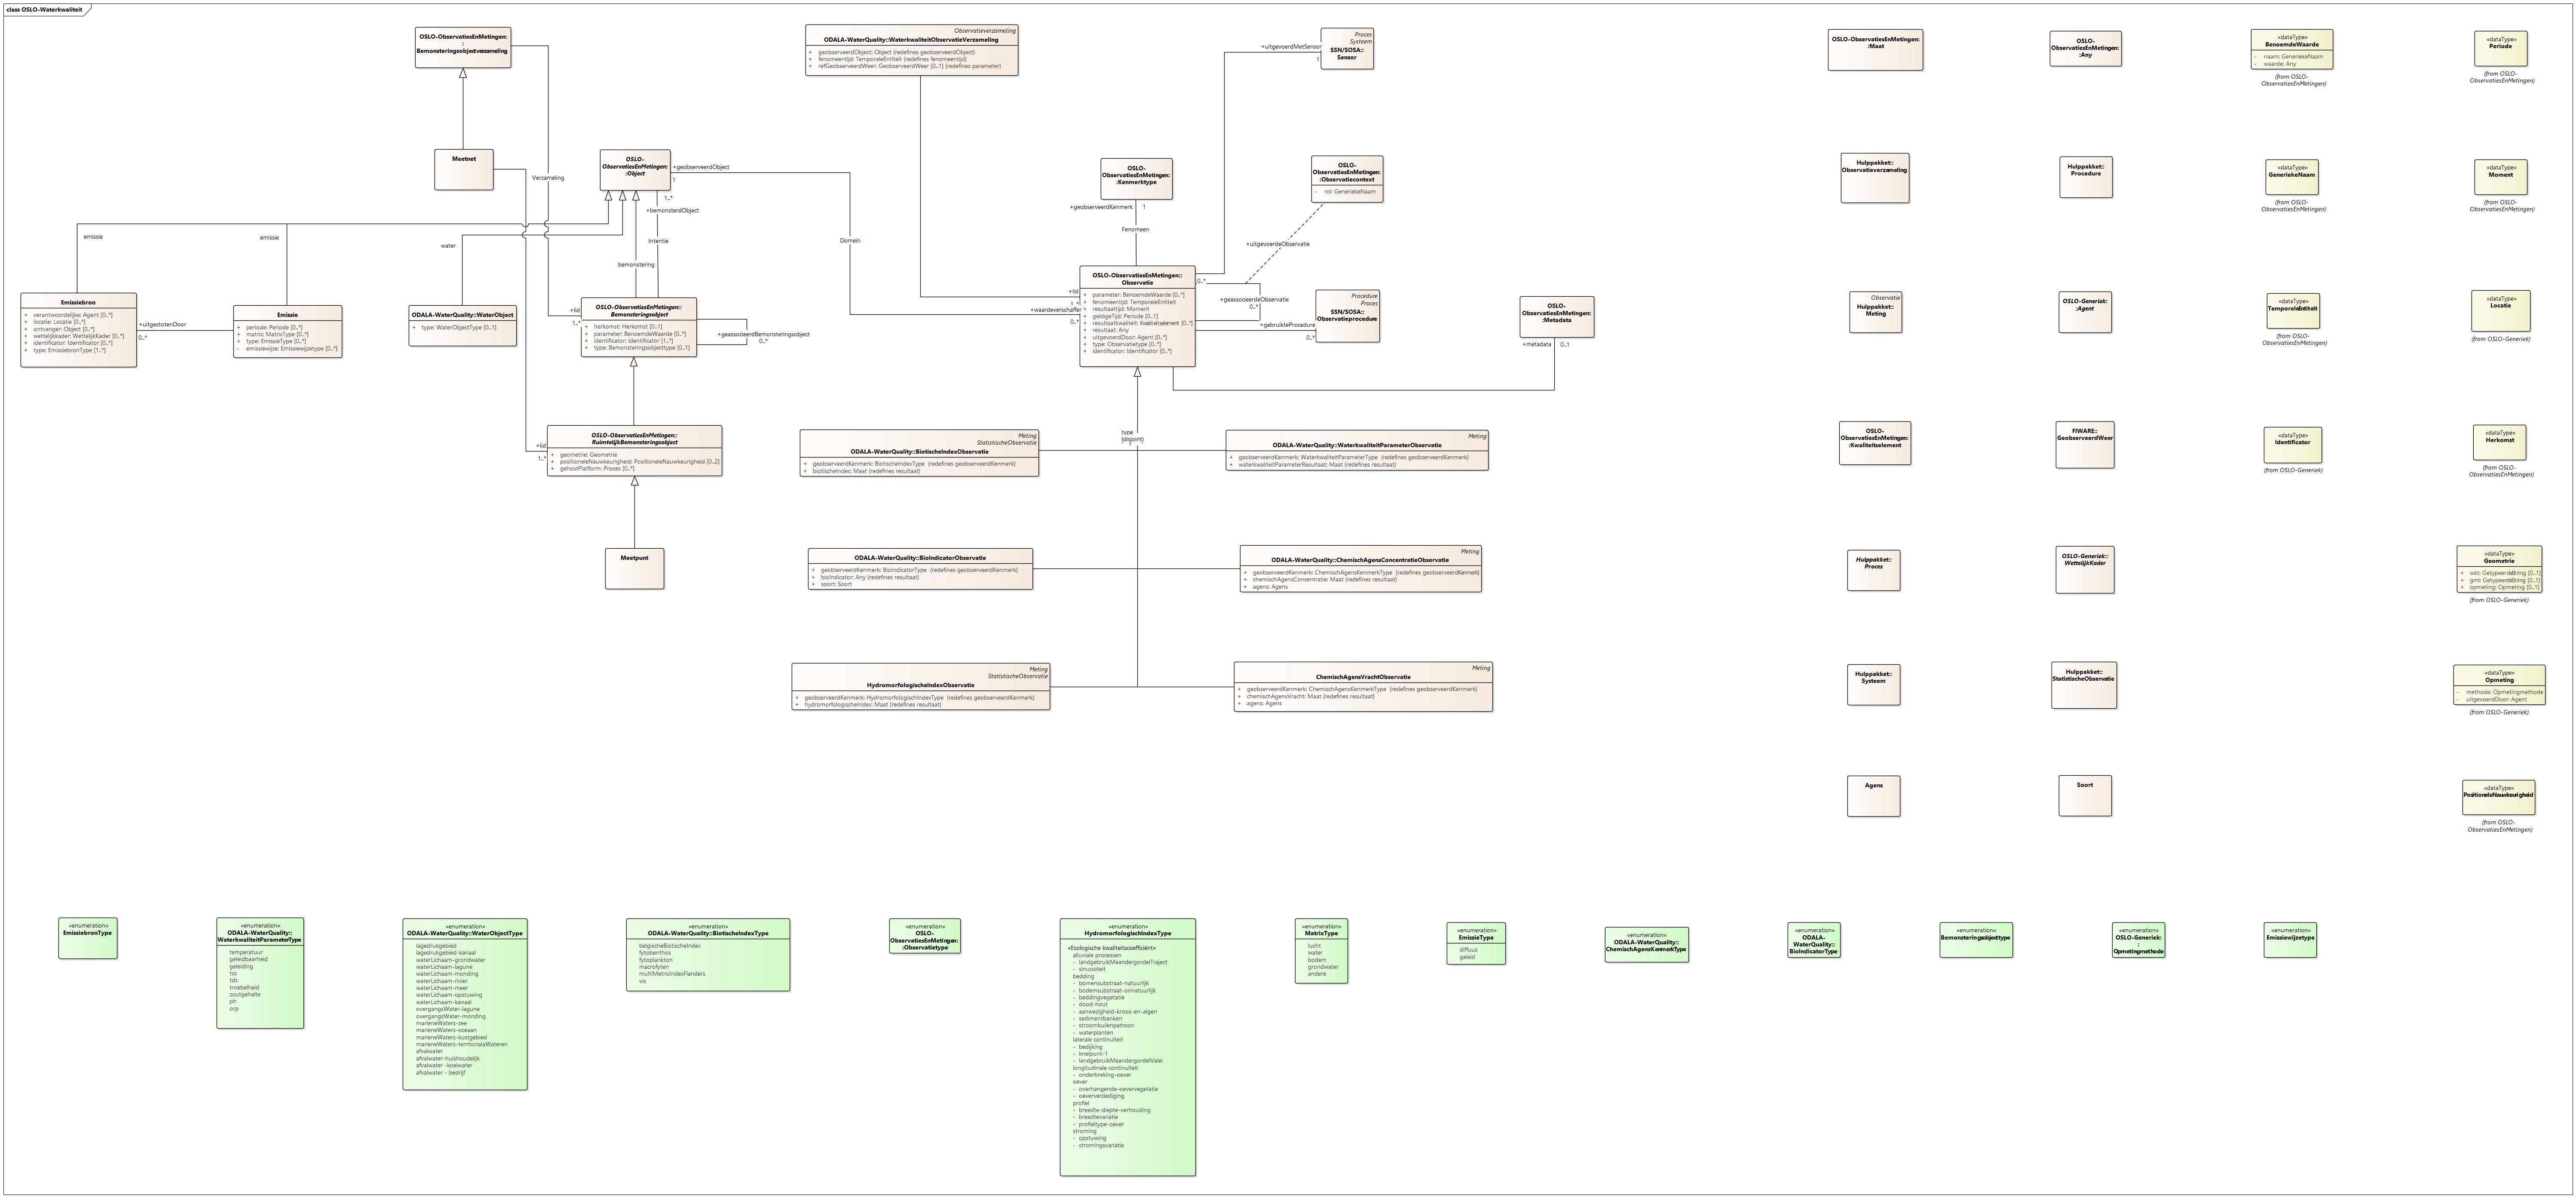 class OSLO-Waterkwaliteit
OSLO-ObservatiesEnMetingen:
:
Bemonsteringsobjectverzameling
Meetnet
Verzameling
OSLO-
ObservatiesEnMetingen:
:Object
+geobserveerdObject
1
1..*
+bemonsterdObject
Intentie
bemonstering
emissie
emissie
water
Domein
Emissiebron
+ verantwoordelijke: Agent [0..*]
+ locatie: Locatie [0..*]
+ ontvanger: Object [0..*]
+ wettelijkKader: WettelijkKader [0..*]
+ identificator: Identificator [0..*]
+ type: EmissiebronType [1..*]
+uitgestotenDoor
0..*
Emissie
+ periode: Periode [0..*]
+ matrix: MatrixType [0..*]
+ type: EmissieType [0..*]
- emissiewijze: Emissiewijzetype [0..*]
ODALA-WaterQuality::WaterObject
+ type: WaterObjectType [0..1]
+lid
1..*
OSLO-ObservatiesEnMetingen::
Bemonsteringsobject
+ herkomst: Herkomst [0..1]
+ parameter: BenoemdeWaarde [0..*]
+ identificator: Identificator [1..*]
+ type: Bemonsteringsobjecttype [0..1]
+geassocieerdBemonsteringsobject
0..*
+lid
1..*
OSLO-ObservatiesEnMetingen::
RuimtelijkBemonsteringsobject
+ geometrie: Geometrie
+ positioneleNauwkeurigheid: PositioneleNauwkeurigheid [0..2]
+ gehostPlatform: Proces [0..*]
Meetpunt
Observatieverzameling
ODALA-WaterQuality::WaterkwaliteitObservatieVerzameling
+ geobserveerdObject: Object {redefines geobserveerdObject}
+ fenomeentijd: TemporeleEntiteit {redefines fenomeentijd}
+ refGeobserveerdWeer: GeobserveerdWeer [0..1] {redefines parameter}
+uitgevoerdMetSensor
1
Proces
Systeem
SSN/SOSA::
Sensor
OSLO-
ObservatiesEnMetingen:
:Kenmerktype
+geobserveerdKenmerk
1
Fenomeen
OSLO-
ObservatiesEnMetingen:
:Observatiecontext
- rol: GeneriekeNaam
+uitgevoerdeObservatie
0..*
+geassocieerdeObservatie
0..*
+lid
1..*
+waardeverschaffer
0..*
OSLO-ObservatiesEnMetingen::
Observatie
+ parameter: BenoemdeWaarde [0..*]
+ fenomeentijd: TemporeleEntiteit
+ resultaattijd: Moment
+ geldigeTijd: Periode [0..1]
+ resultaatkwaliteit: Kwaliteitselement [0..*]
+ resultaat: Any
+ uitgevoerdDoor: Agent [0..*]
+ type: Observatietype [0..*]
+ identificator: Identificator [0..*]
+gebruikteProcedure
0..*
Procedure
Proces
SSN/SOSA::
Observatieprocedure
OSLO-
ObservatiesEnMetingen:
:Metadata
+metadata
0..1
type
{disjoint}
Meting
StatistischeObservatie
ODALA-WaterQuality::BiotischeIndexObservatie
+ geobserveerdKenmerk: BiotischeIndexType {redefines geobserveerdKenmerk}
+ biotischeIndex: Maat {redefines resultaat}
Meting
ODALA-WaterQuality::WaterkwaliteitParameterObservatie
+ geobserveerdKenmerk: WaterkwaliteitParameterType {redefines geobserveerdKenmerk}
+ waterkwaliteitParameterResultaat: Maat {redefines resultaat}
ODALA-WaterQuality::BioIndicatorObservatie
+ geobserveerdKenmerk: BioIndicatorType {redefines geobserveerdKenmerk}
+ bioIndicator: Any {redefines resultaat}
+ soort: Soort
Meting
ODALA-WaterQuality::ChemischAgensConcentratieObservatie
+ geobserveerdKenmerk: ChemischAgensKenmerkType {redefines geobserveerdKenmerk}
+ chemischAgensConcentratie: Maat {redefines resultaat}
+ agens: Agens
Meting
StatistischeObservatie
HydromorfologischeIndexObservatie
+ geobserveerdKenmerk: HydromorfologischIndexType {redefines geobserveerdKenmerk}
+ hydromorfologischeIndex: Maat {redefines resultaat}
Meting
ChemischAgensVrachtObservatie
+ geobserveerdKenmerk: ChemischAgensKenmerkType {redefines geobserveerdKenmerk}
+ chemischAgensVracht: Maat {redefines resultaat}
+ agens: Agens
OSLO-ObservatiesEnMetingen:
:Maat
OSLO-
ObservatiesEnMetingen:
:Any
«dataType»
BenoemdeWaarde
- naam: GeneriekeNaam
- waarde: Any
(from OSLO-
ObservatiesEnMetingen)
«dataType»
Periode
(from OSLO-
ObservatiesEnMetingen)
Hulppakket::
Observatieverzameling
Hulppakket::
Procedure
«dataType»
GeneriekeNaam
(from OSLO-
ObservatiesEnMetingen)
«dataType»
Moment
(from OSLO-
ObservatiesEnMetingen)
Observatie
Hulppakket::
Meting
OSLO-Generiek:
:Agent
«dataType»
TemporeleEntiteit
(from OSLO-
ObservatiesEnMetingen)
«dataType»
Locatie
(from OSLO-Generiek)
OSLO-
ObservatiesEnMetingen:
:Kwaliteitselement
FIWARE::
GeobserveerdWeer
«dataType»
Identificator
(from OSLO-Generiek)
«dataType»
Herkomst
(from OSLO-
ObservatiesEnMetingen)
Hulppakket::
Proces
OSLO-Generiek::
WettelijkKader
«dataType»
Geometrie
+ wkt: GetypeerdeString [0..1]
+ gml: GetypeerdeString [0..1]
+ opmeting: Opmeting [0..1]
(from OSLO-Generiek)
Hulppakket::
Systeem
Hulppakket::
StatistischeObservatie
«dataType»
Opmeting
- methode: Opmetingmethode
- uitgevoerdDoor: Agent
(from OSLO-Generiek)
Agens
Soort
«dataType»
PositioneleNauwkeurigheid
(from OSLO-
ObservatiesEnMetingen)
«enumeration»
EmissiebronType
«enumeration»
ODALA-WaterQuality::
WaterkwaliteitParameterType
temperatuur
geleidbaarheid
geleiding
tss
tds
troebelheid
zoutgehalte
ph
orp
«enumeration»
ODALA-WaterQuality::WaterObjectType
lagedrukgebied
lagedrukgebied-kanaal
waterLichaam-grondwater
waterLichaam-lagune
waterLichaam-monding
waterLichaam-rivier
waterLichaam-meer
waterLichaam-opstuwing
waterLichaam-kanaal
overgangsWater-lagune
overgangsWater-monding
marieneWaters-zee
marieneWaters-oceaan
marieneWaters-kustgebied
marieneWaters-territorialaWateren
afvalwater
afvalwater-huishoudelijk
afvalwater -koelwater
afvalwater - bedrijf
«enumeration»
ODALA-WaterQuality::BiotischeIndexType
belgischeBiotischeIndex
fytobenthos
fytoplankton
macrofyten
multiMetricIndexFlanders
vis
«enumeration»
OSLO-
ObservatiesEnMetingen:
:Observatietype
«enumeration»
HydromorfologischIndexType
«Ecologische kwaliteitscoefficiënt»
alluviale processen
- landgebruikMeandergordelTraject
- sinuositeit
bedding
- bomensubstraat-natuurlijk
- bodemsubstraat-onnatuurlijk
- beddingvegetatie
- dood-hout
- aanwezigheid-kroos-en-algen
- sedimentbanken
- stroomkuilenpatroon
- waterplanten
laterale continuïteit
- bedijking
- knelpunt-1
- landgebruikMeandergordelValei
longitudinale continuïteit
- onderbreking-oever
oever
- overhangende-oevervegetatie
- oeververdediging
profiel
- breedte-diepte-verhouding
- breedtevariatie
- profieltype-oever
stroming
- opstuwing
- stromingsvariatie
«enumeration»
MatrixType
lucht
water
bodem
grondwater
andere
«enumeration»
EmissieType
diffuus
geleid
«enumeration»
ODALA-WaterQuality::
ChemischAgensKenmerkType
«enumeration»
ODALA-
WaterQuality::
BioIndicatorType
«enumeration»
Bemonsteringsobjecttype
«enumeration»
OSLO-Generiek:
:
Opmetingmethode
«enumeration»
Emissiewijzetype